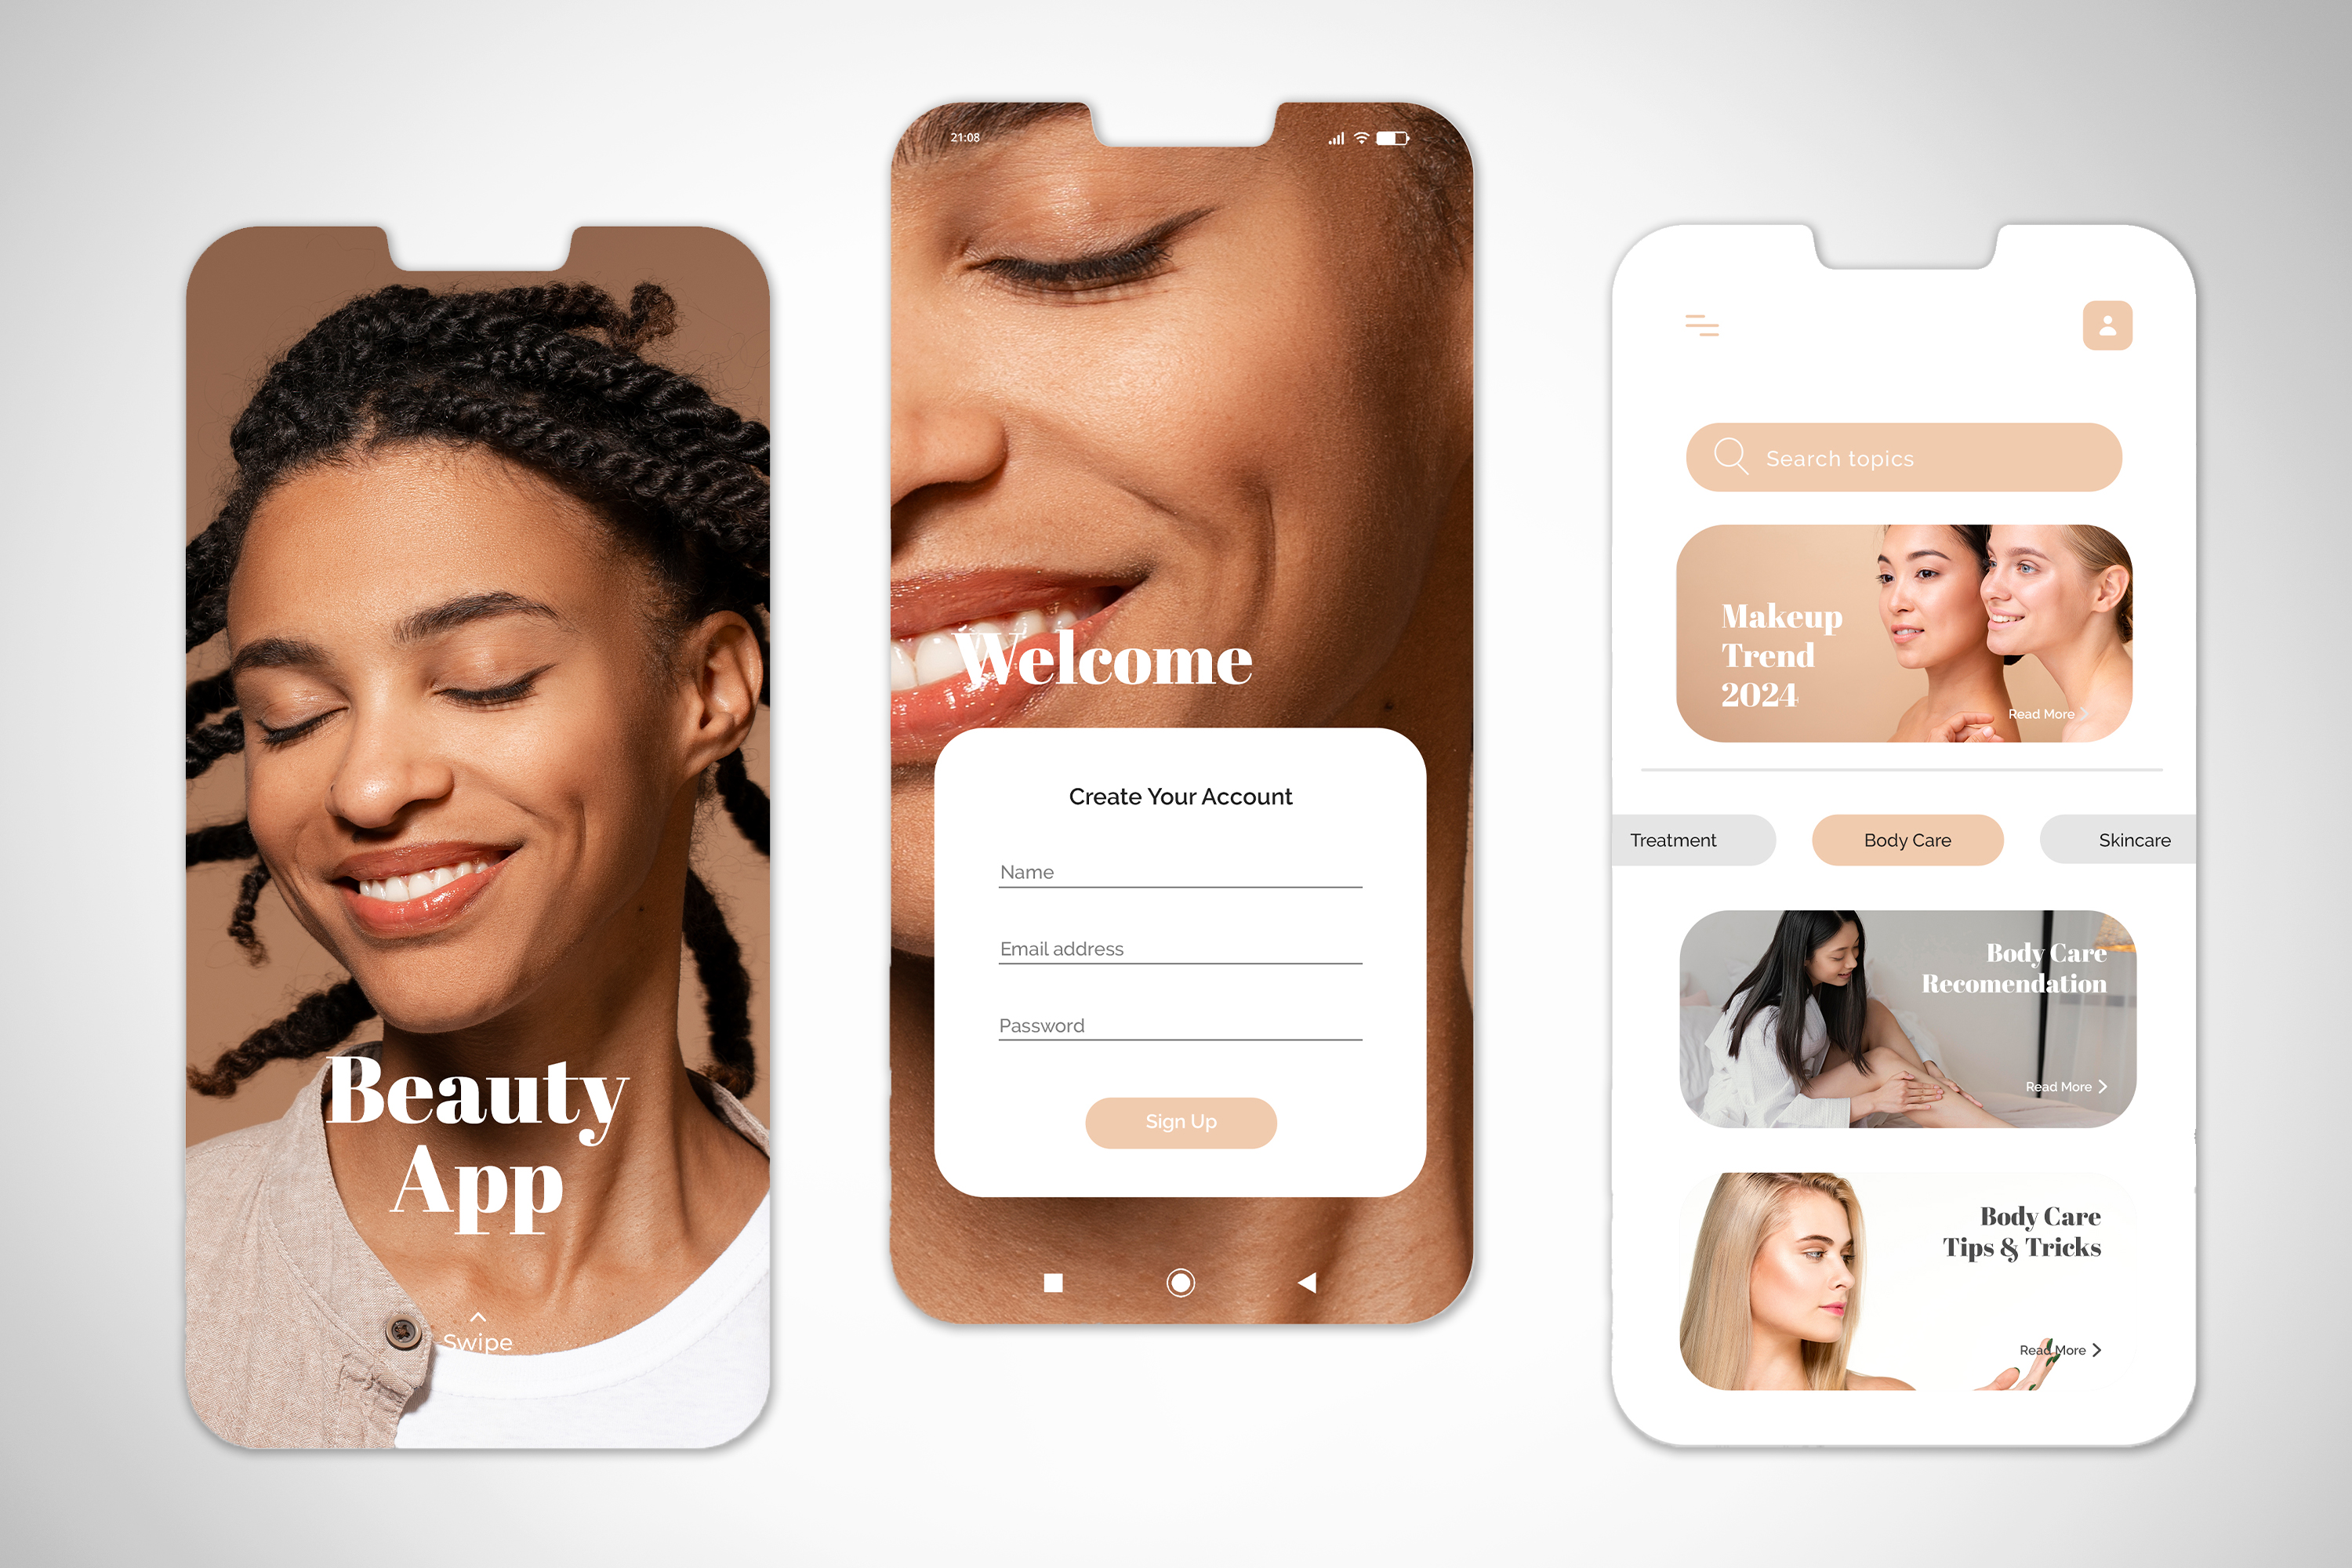 Beauty
App
Swipe
21:08
Welcome
Create Your Account
Name
Email address
Password
Sign Up
Search topics
Makeup
Trend
2024
Read More
Treatment
Body Care
Skincare
Body Care
Recomendation
Read More
Body Care
Tips & Tricks
Read More